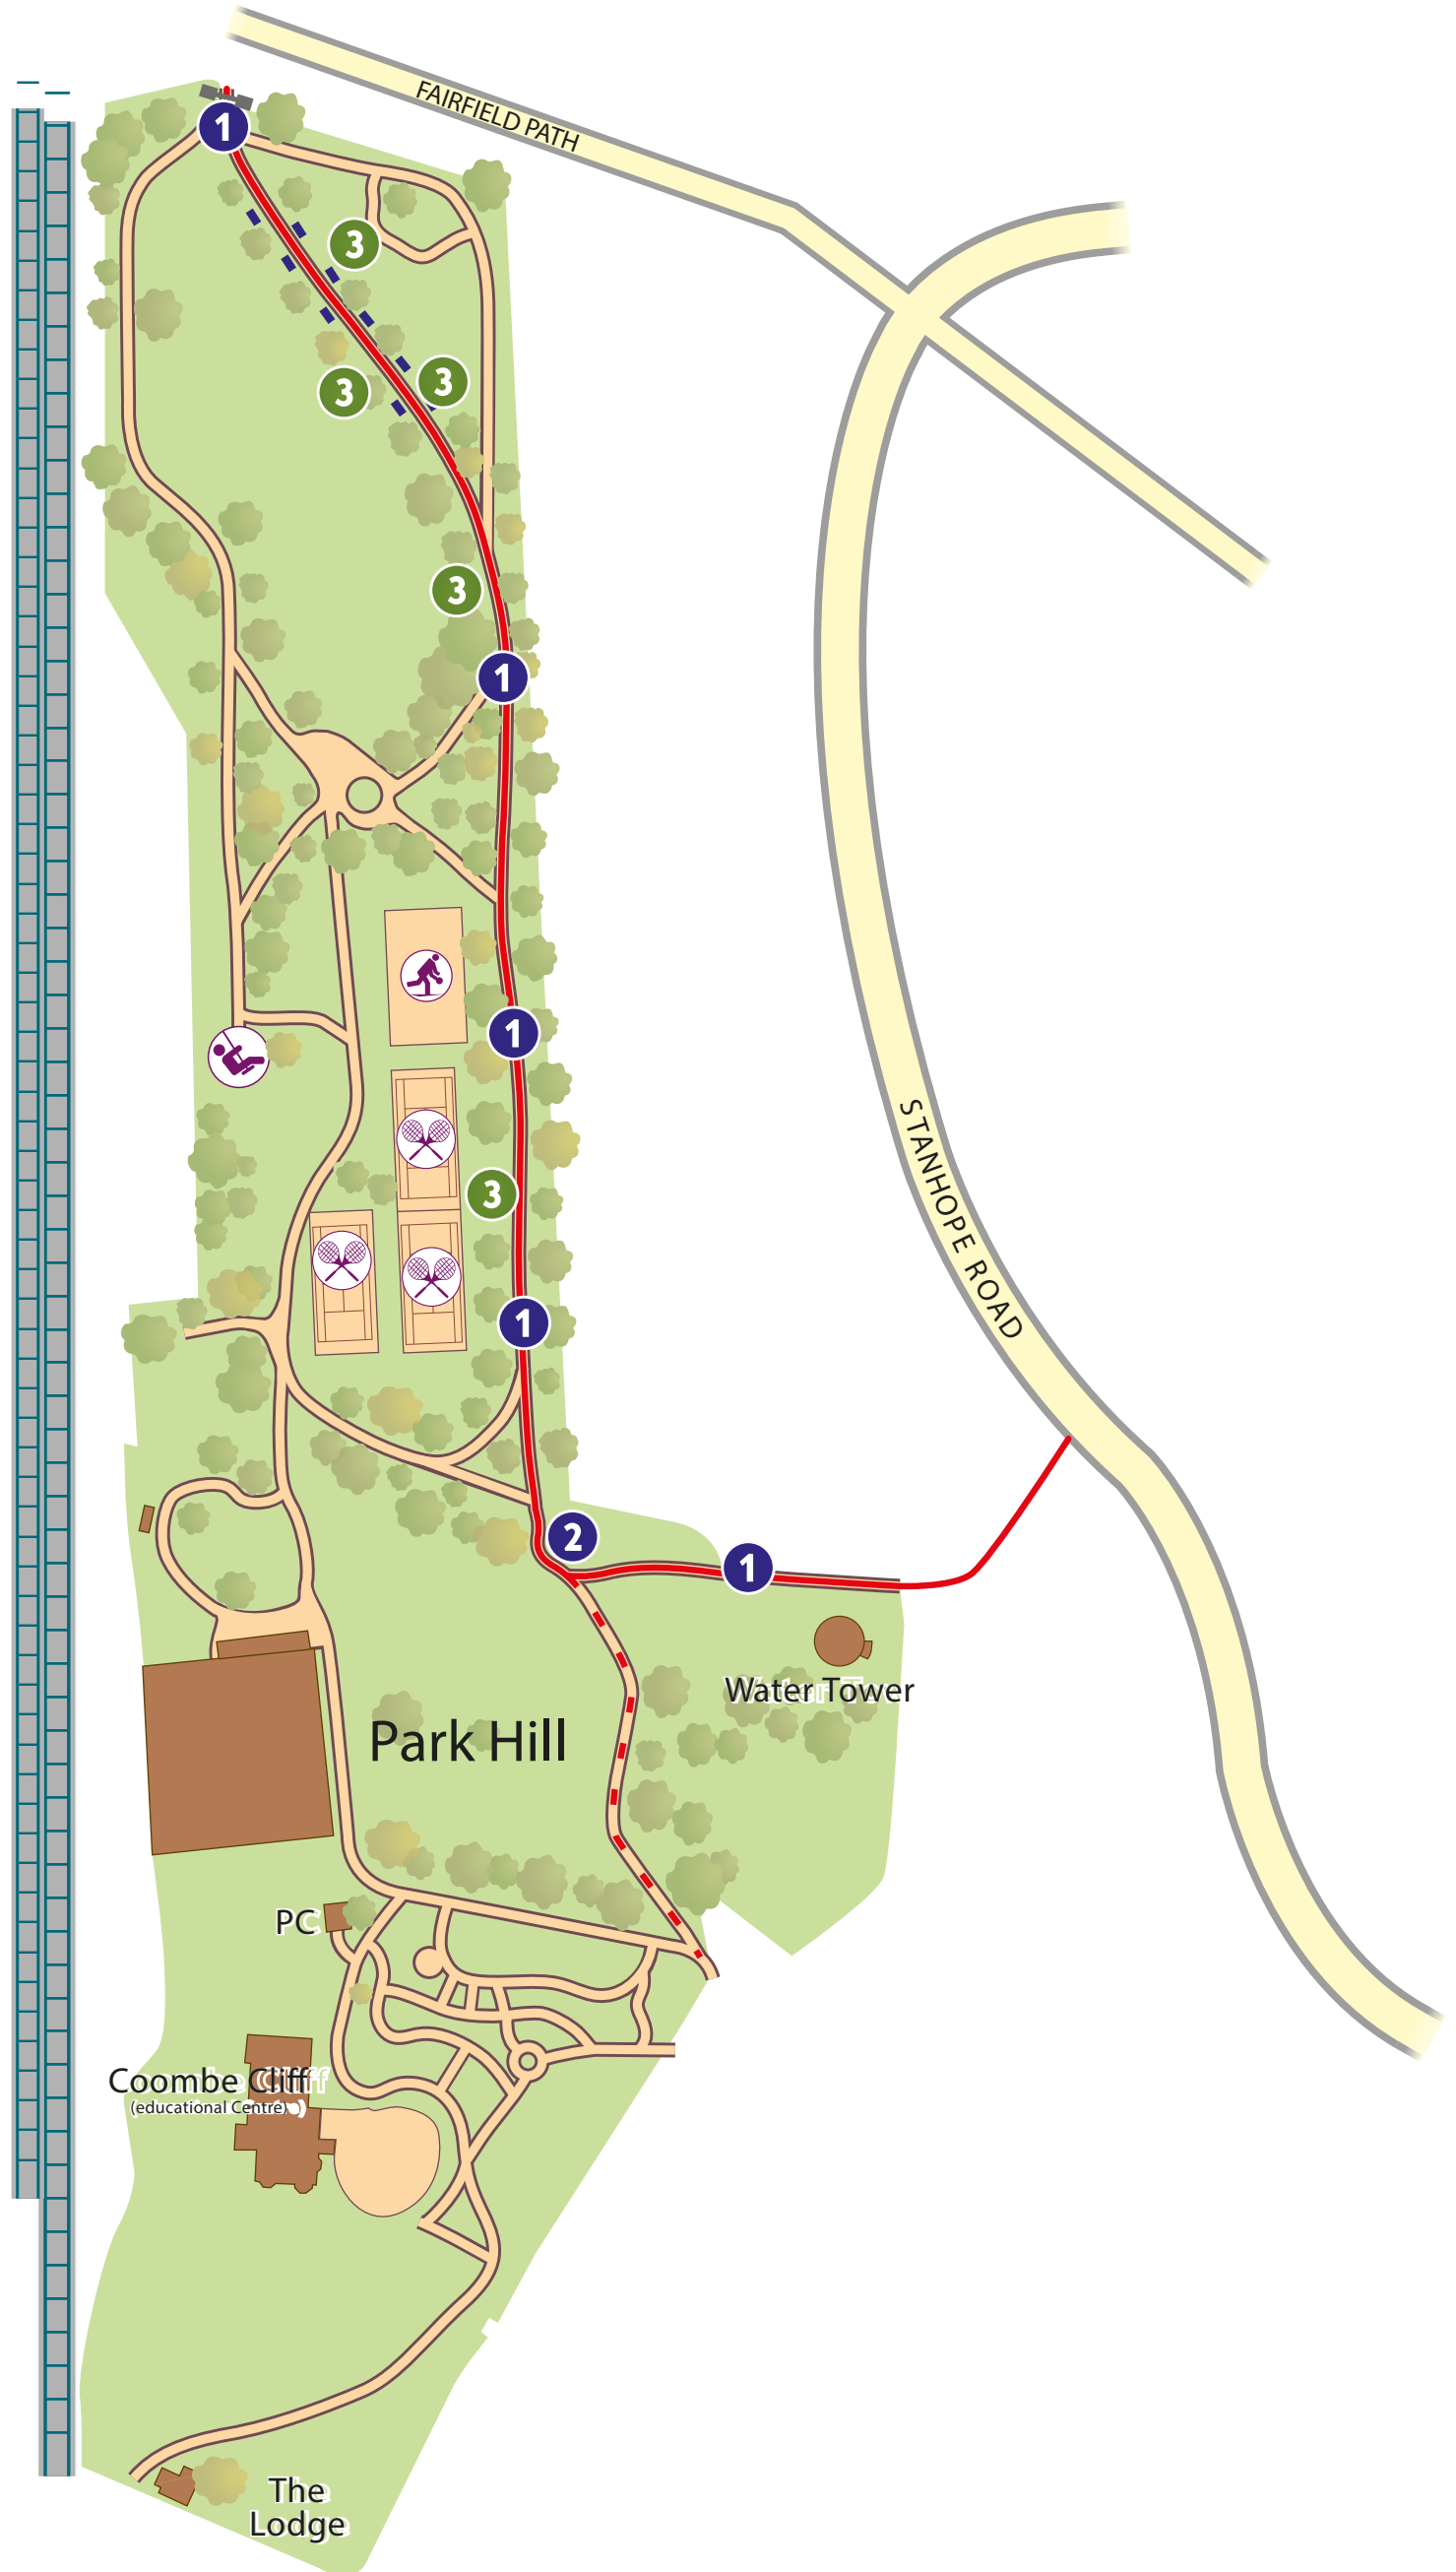 FAIRFIELD PATH
1
3
3
3
3
1
1
3
STANHOPE ROAD
1
2
1
Water Tower
Park Hill
PC
Coombe Cliff
(educational Centre)
The
Lodge